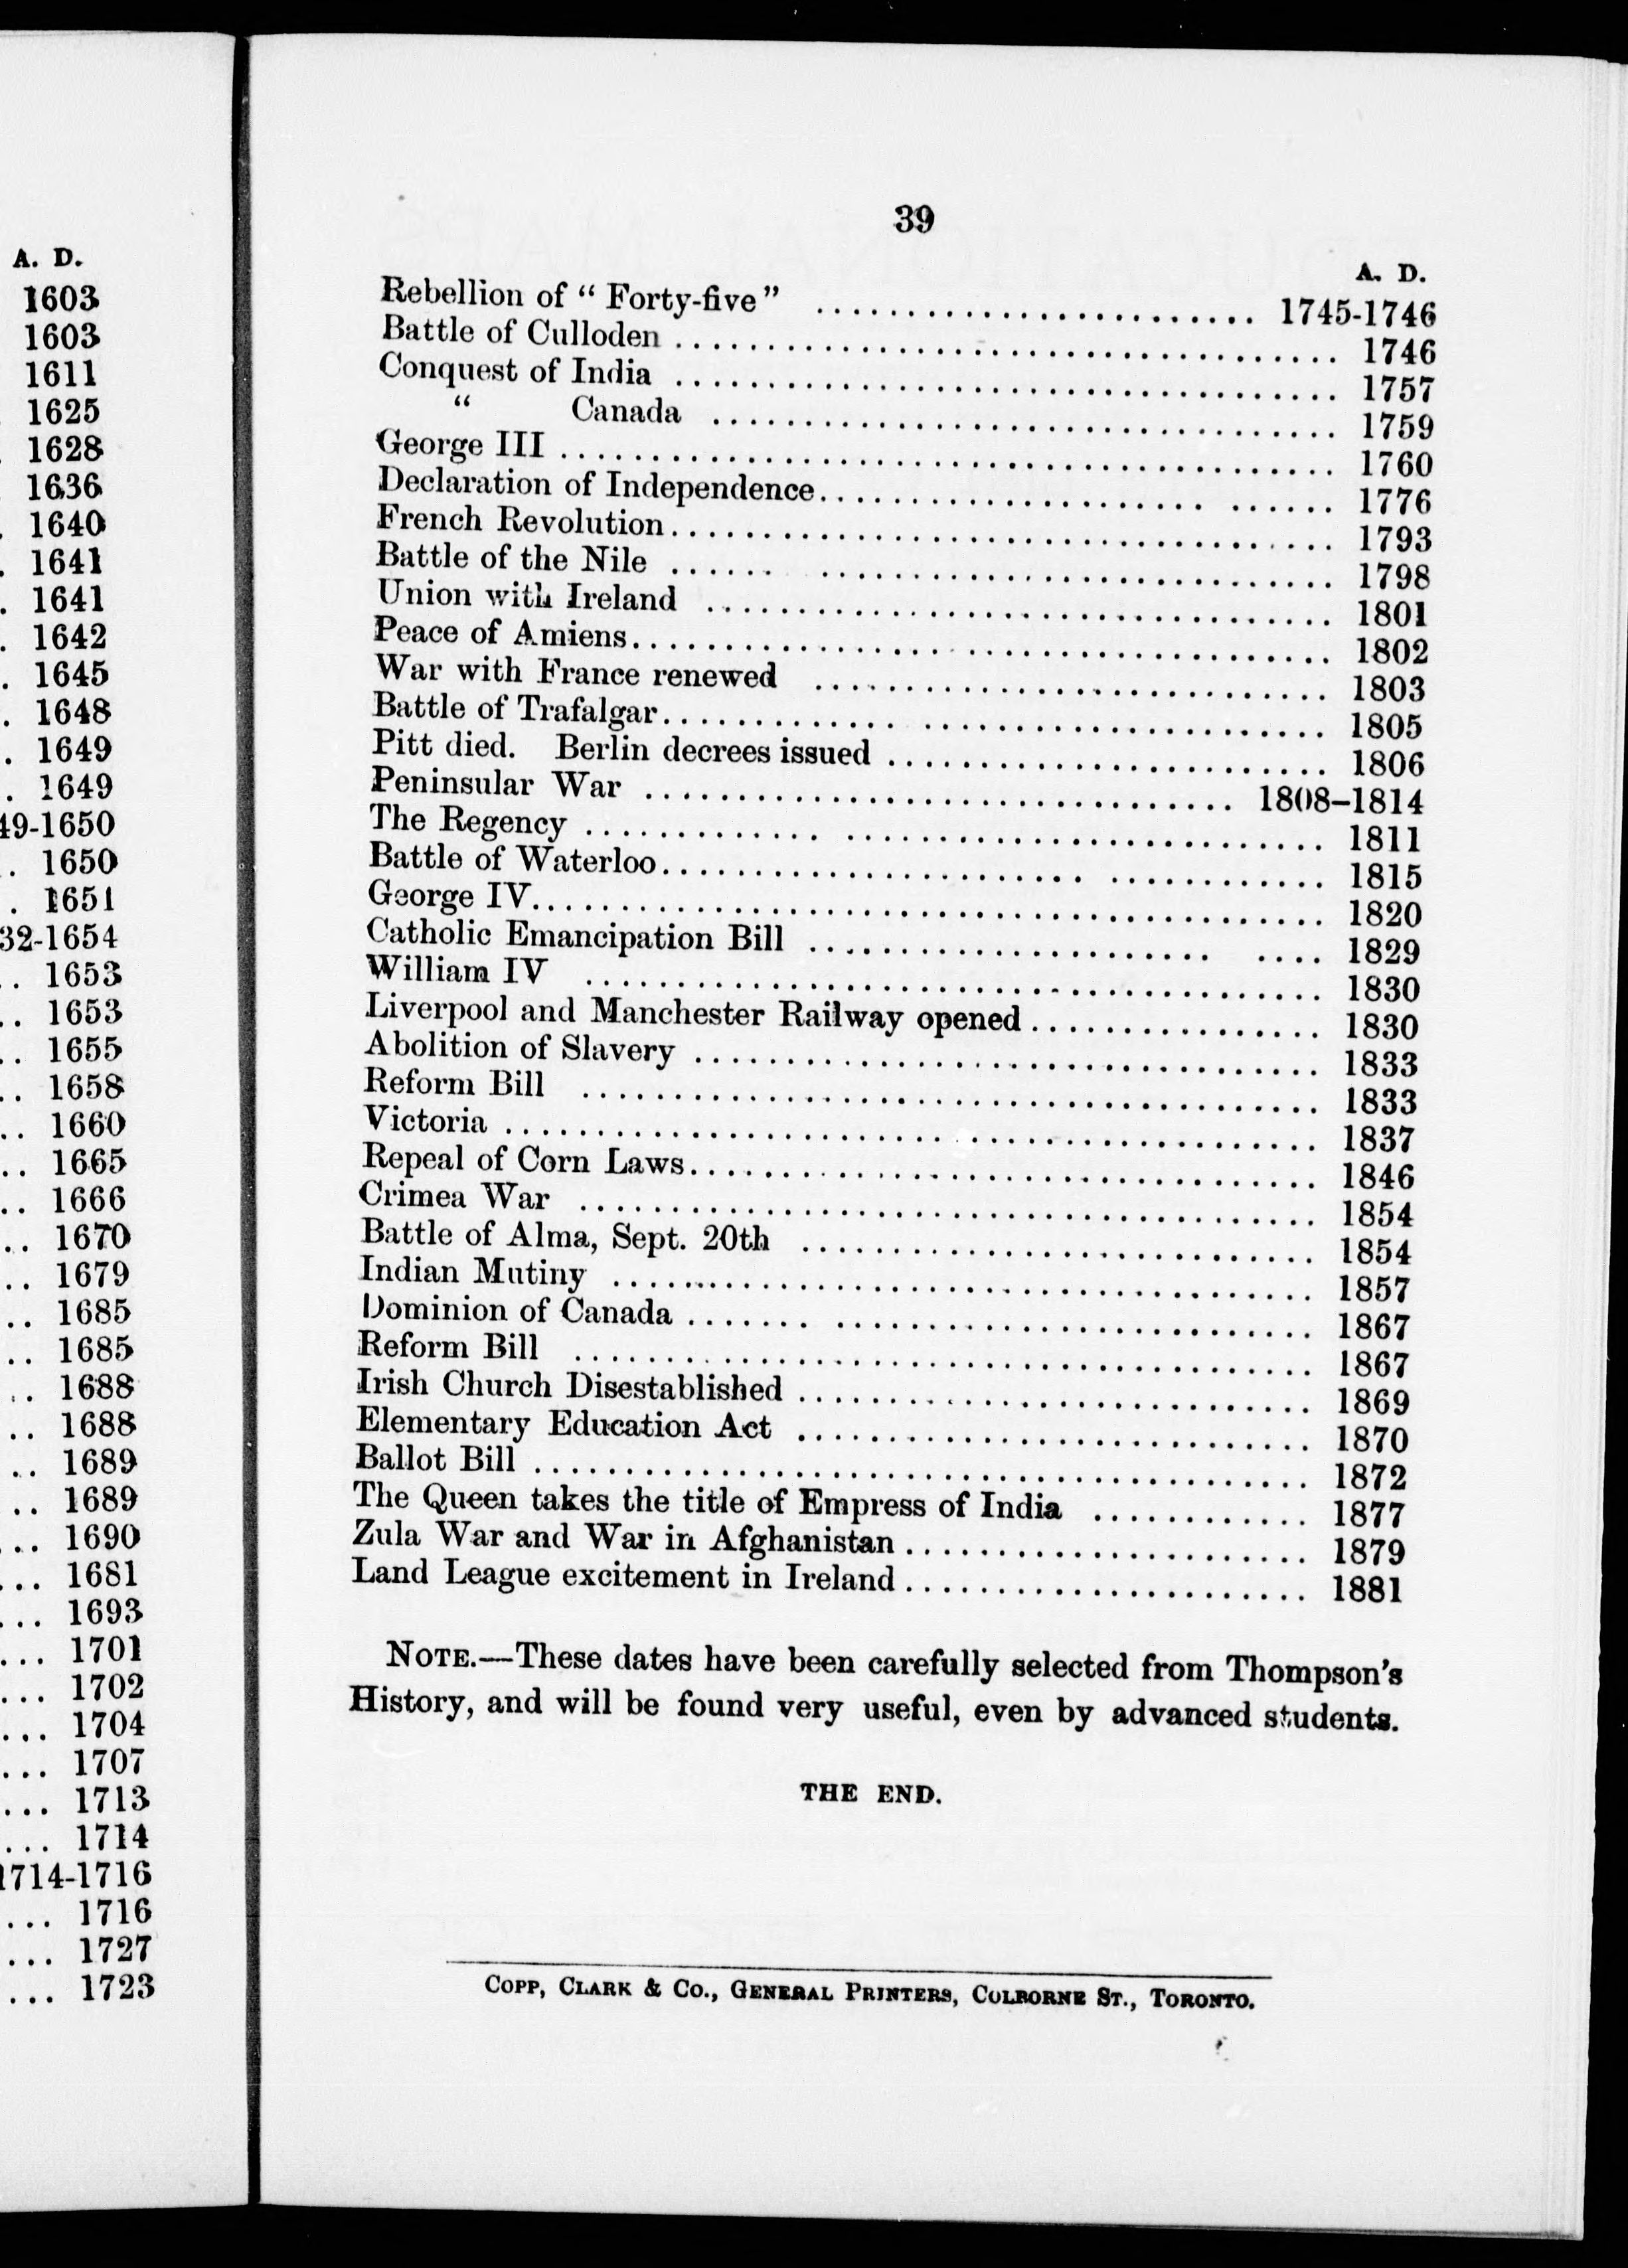 A. D.
1603
1603
1611
1625
1628
1636
1640
1641
1641
1642
1645
1648
1649
1649
49-1650
1650
1651
32-1654
1653
1653
1655
1658
1660
1665
1666
1670
1679
1685
1685
1688
1688
1689
1689
1690
1681
1693
1701
1702
1704
1707
1713
1714
1714-1716
1716
1727
1723
39
A. D.
Rebellion of “ Forty-five” ........................ 1745-1746
Battle of Culloden .................................... 1746
Conquest of India .................................... 1757
“ Canada .................................. 1759
George III .......................................... 1760
Declaration of Independence........................... 1776
French Revolution.................................... 1793
Battle of the Nile .................................... 1798
Union with Ireland .................................. 1801
Peace of Amiens...................................... 1802
War with France renewed ............................ 1803
Battle of Trafalgar.................................... 1805
Pitt died. Berlin decrees issued ........................ 1806
Peninsular War ................................ 1808–1814
The Regency ........................................ 1811
Battle of Waterloo.................................... 1815
George IV........................................... 1820
Catholic Emancipation Bill ............................ 1829
William IV ........................................ 1830
Liverpool and Manchester Railway opened ................ 1830
Abolition of Slavery .................................. 1833
Reform Bill ........................................ 1833
Victoria ............................................ 1837
Repeal of Corn Laws.................................. 1846
Crimea War ........................................ 1854
Battle of Alma, Sept. 20th ............................ 1854
Indian Mutiny ...................................... 1857
Dominion of Canada .................................. 1867
Reform Bill ........................................ 1867
Irish Church Disestablished ............................ 1869
Elementary Education Act ............................ 1870
Ballot Bill .......................................... 1872
The Queen takes the title of Empress of India ............ 1877
Zula War and War in Afghanistan ...................... 1879
Land League excitement in Ireland ...................... 1881
NOTE.—These dates have been carefully selected from Thompson's
History, and will be found very useful, even by advanced students.
THE END.
COPP, CLARK & CO., GENERAL PRINTERS, COLBORNE ST., TORONTO.